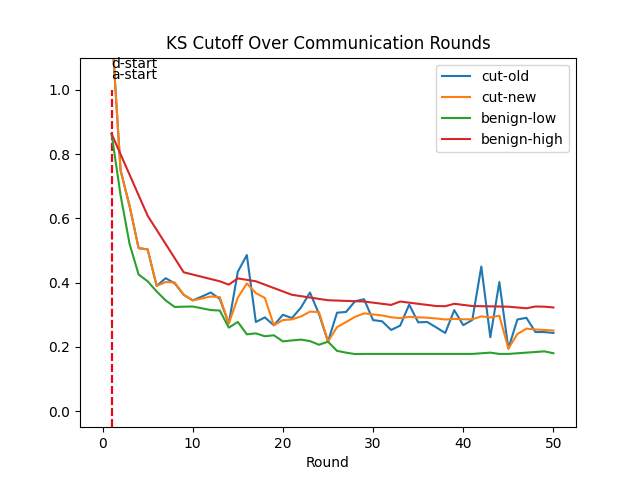 KS Cutoff Over Communication Rounds
d-start
a-start
cut-old
cut-new
benign-low
benign-high
1.0
0.8
0.6
0.4
0.2
0.0
0 10 20 30 40 50
Round